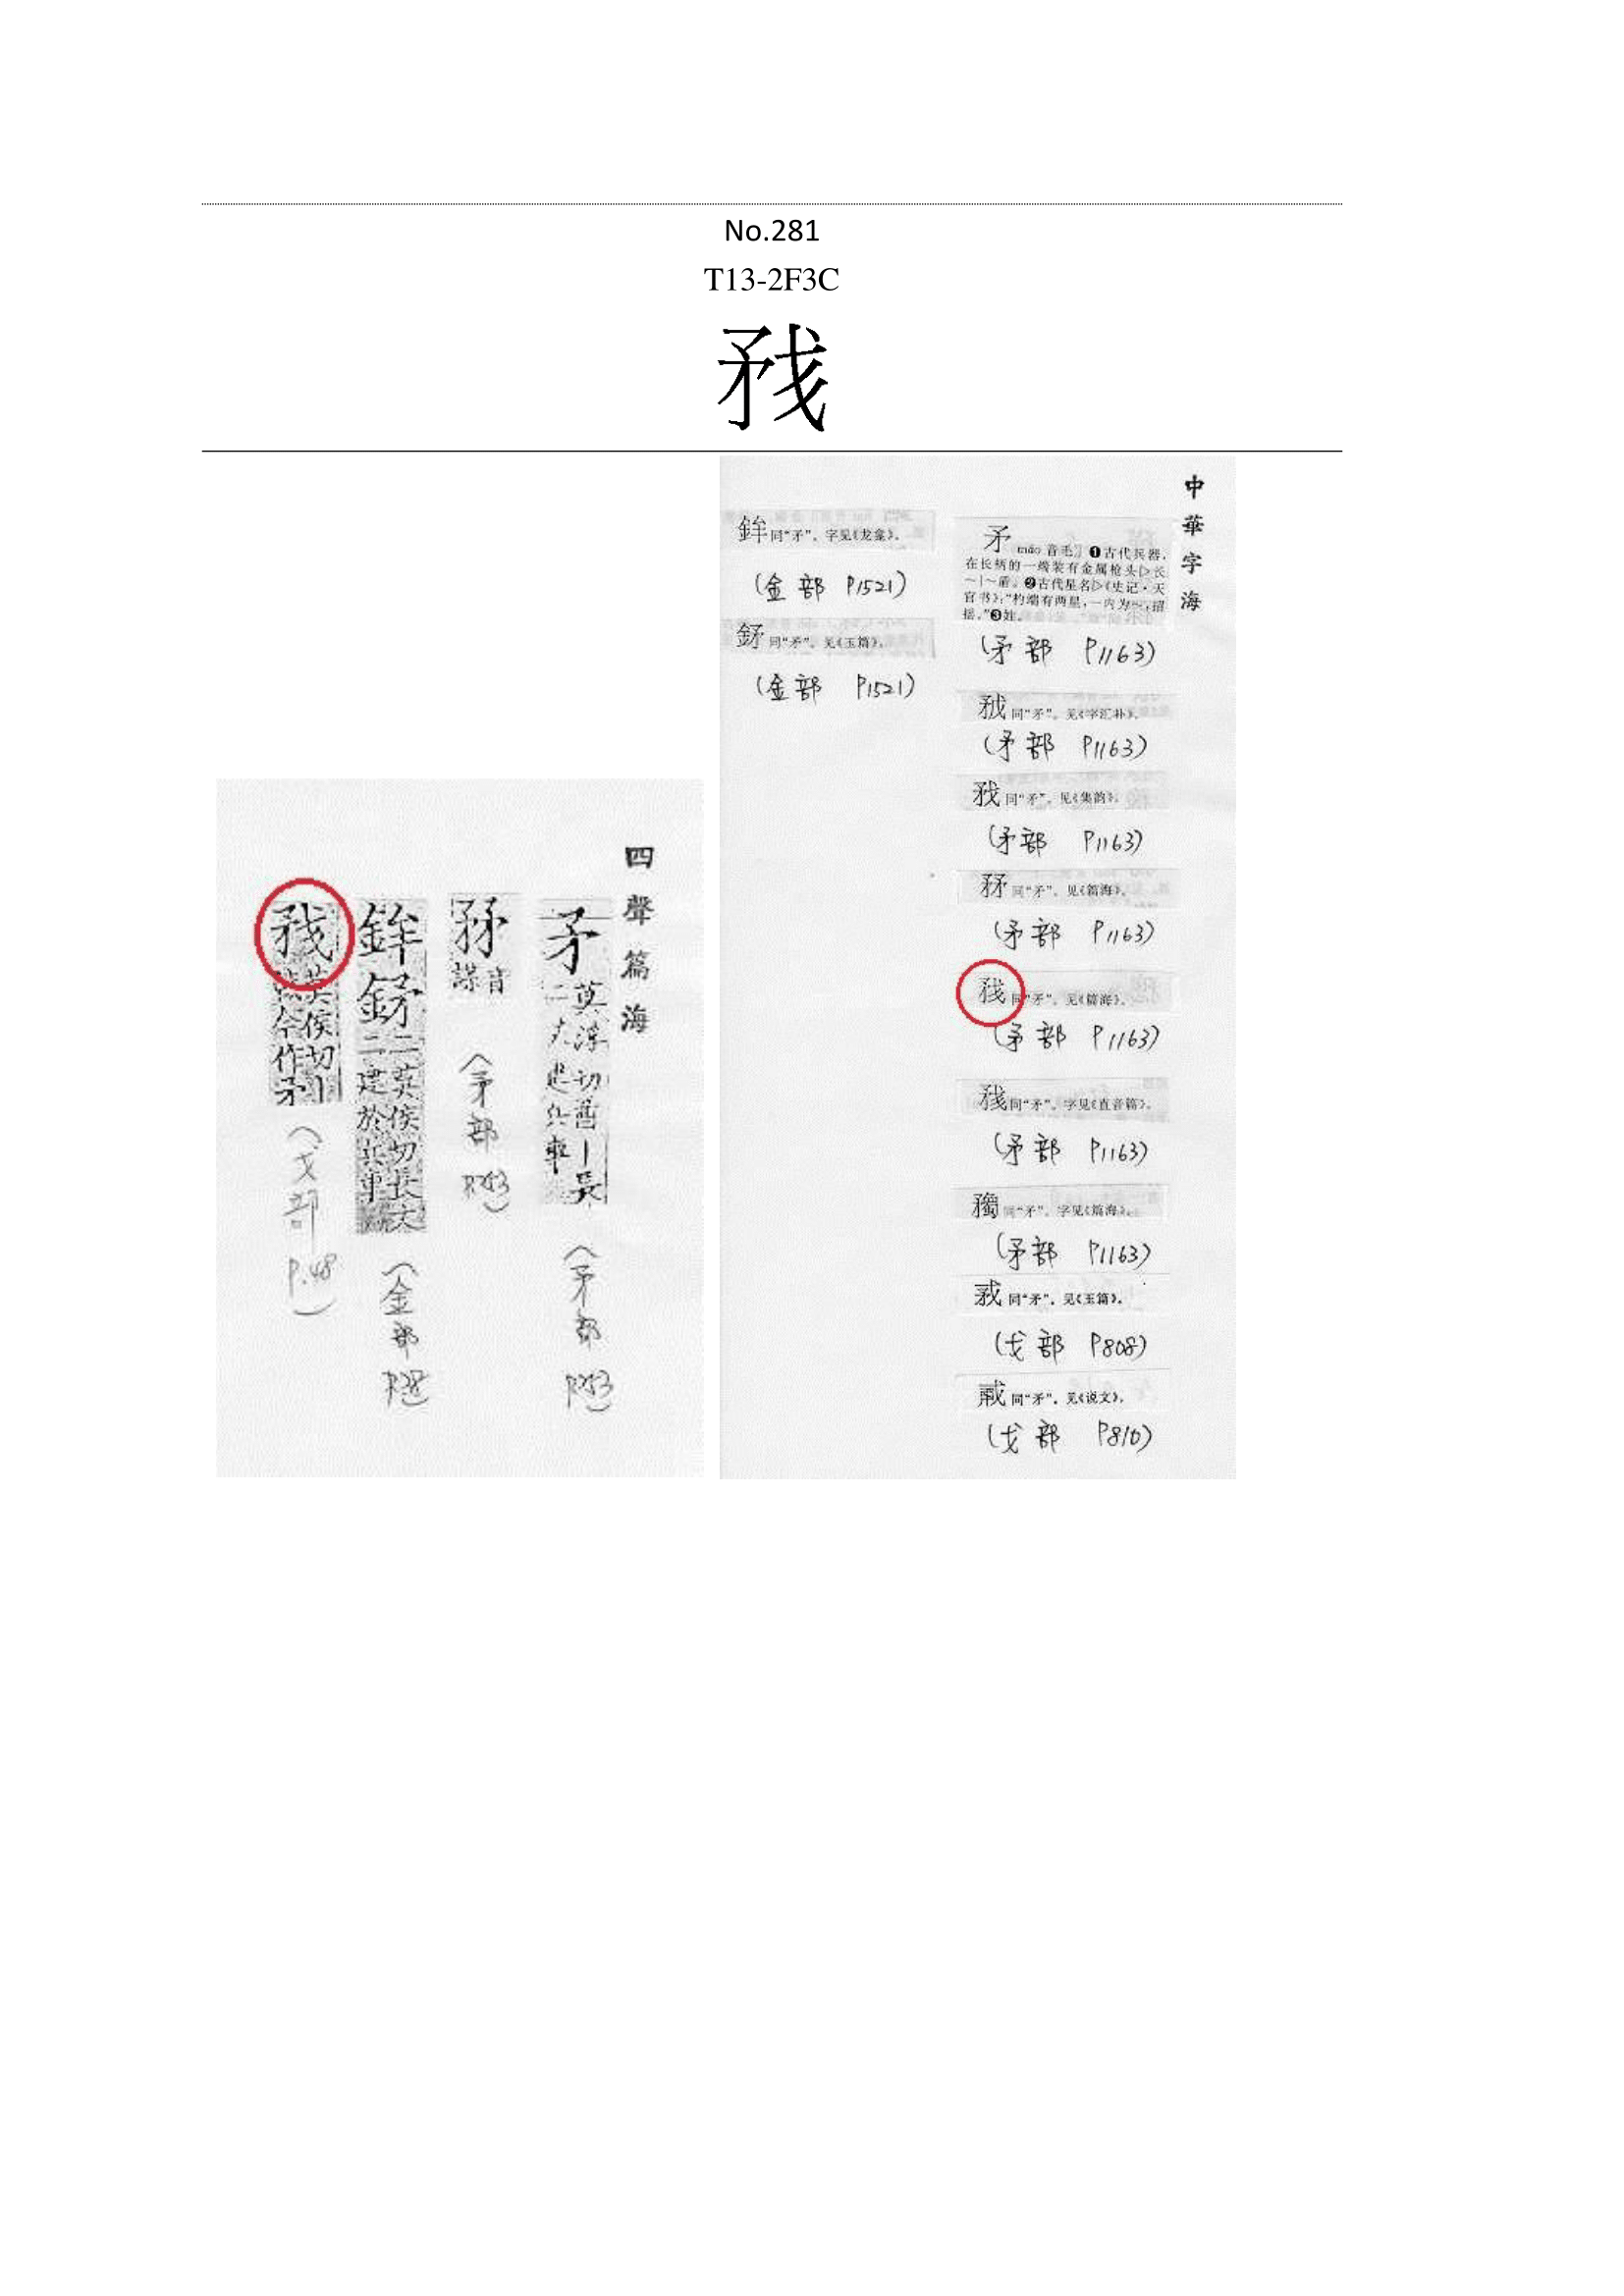 No.281
T13-2F3C
中華字海
矛 máo 音毛〕❶古代兵器,
在长柄的一端装有金属枪头▷长
~|~盾。❷古代星名▷《史记·天
官书》:“杓端有两星,一内为~,招
摇。”❸姓。
(矛部 P1163)
同“矛”。见《字汇补》。
(矛部 P1163)
同“矛”。见《集韵》。
(矛部 P1163)
同“矛”。见《篇海》。
(矛部 P1163)
同“矛”。见《篇海》。
(矛部 P1163)
同“矛”。字见《直音篇》。
(矛部 P1163)
同“矛”。字见《篇海》。
(矛部 P1163)
同“矛”。见《玉篇》。
(戈部 P808)
同“矛”。见《说文》。
(戈部 P810)
鉾 同“矛”。字见《龙龛》。
(金部 P1521)
同“矛”。见《玉篇》。
(金部 P1521)
四聲篇海
矛
莫浮切酋丨長
二丈建兵車
(矛部
音
謀
(矛部
鉾
二莫侯切長
二建於兵車
(金部
莫侯切丨
今作矛
(戈部 P.48)